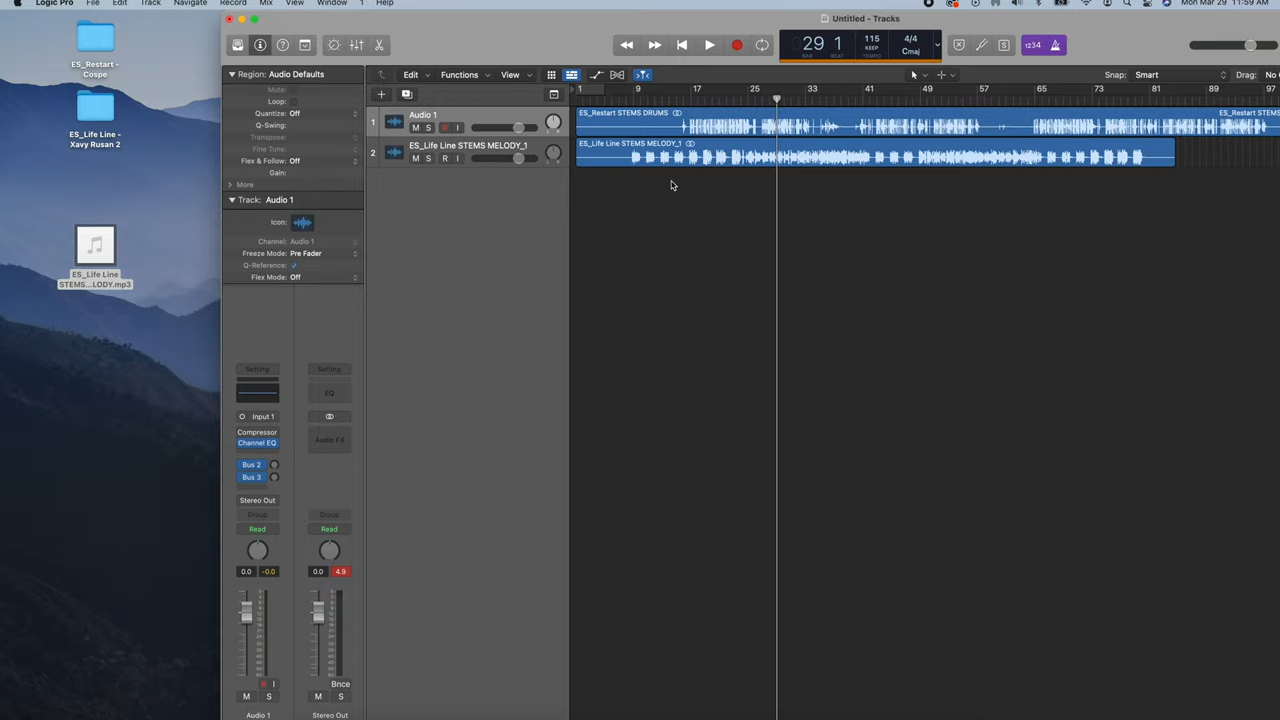 Logic Pro File Edit Track Navigate Record Mix View Window 1 Help Mon Mar 29 11:59 AM
Untitled - Tracks
29 1 115 4/4
KEEP Cmaj
BAR BEAT TEMPO
1234
ES_Restart -
Cospe
ES_Life Line -
Xavy Rusan 2
ES_Life Line
STEMS...LODY.mp3
Region: Audio Defaults
Mute:
Loop:
Quantize: Off
Q-Swing:
Transpose:
Fine Tune:
Flex & Follow: Off
Gain:
More
Track: Audio 1
Icon:
Channel: Audio 1
Freeze Mode: Pre Fader
Q-Reference:
Flex Mode: Off
Edit Functions View Snap: Smart Drag: No
1 9 17 25 33 41 49 57 65 73 81 89 97
1 Audio 1
M S R I
ES_Restart STEMS DRUMS ES_Restart STEMS
2 ES_Life Line STEMS MELODY_1
M S R I
ES_Life Line STEMS MELODY_1
Setting Setting
EQ
Input 1
Compressor
Channel EQ
Audio FX
Bus 2
Bus 3
Stereo Out
Group Group
Read Read
0.0 -0.0 0.0 4.9
R I Bnce
M S M S
Audio 1 Stereo Out